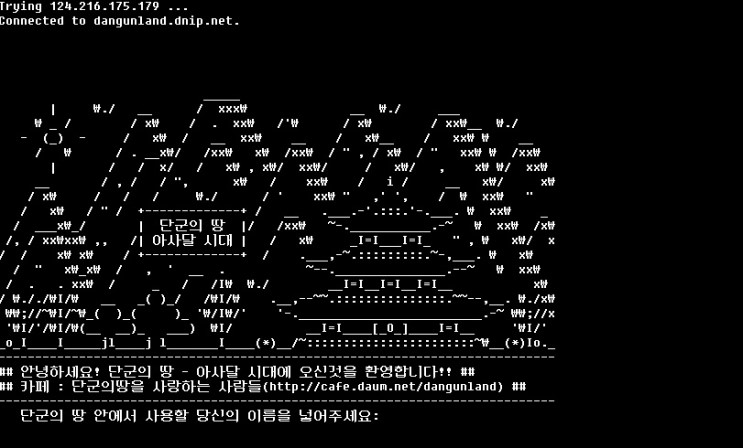 Trying 124.216.175.179 ...
Connected to dangunland.dnip.net.
단군의 땅
아사달 시대
## 안녕하세요! 단군의 땅 - 아사달 시대에 오신것을 환영합니다!! ##
## 카페 : 단군의땅을 사랑하는 사람들(http://cafe.daum.net/dangunland) ##
단군의 땅 안에서 사용할 당신의 이름을 넣어주세요: